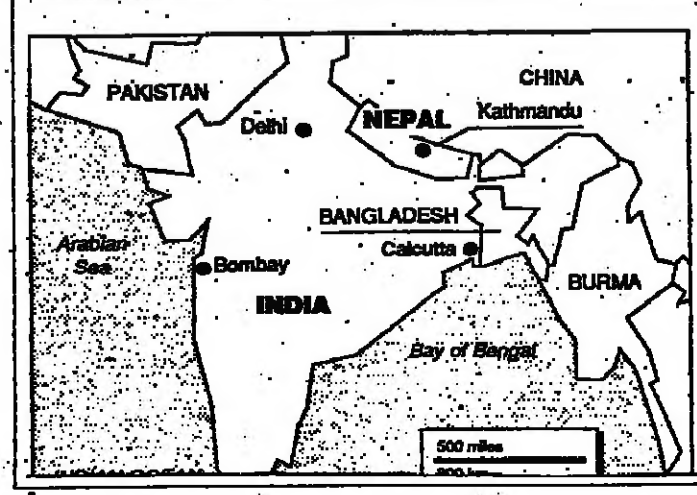 CHINA
PAKISTAN
Kathmandu
Delhi
NEPAL
BANGLADESH
Arabian
Sea
Calcutta
Bombay
BURMA
INDIA
Bay of Bengal
500 miles